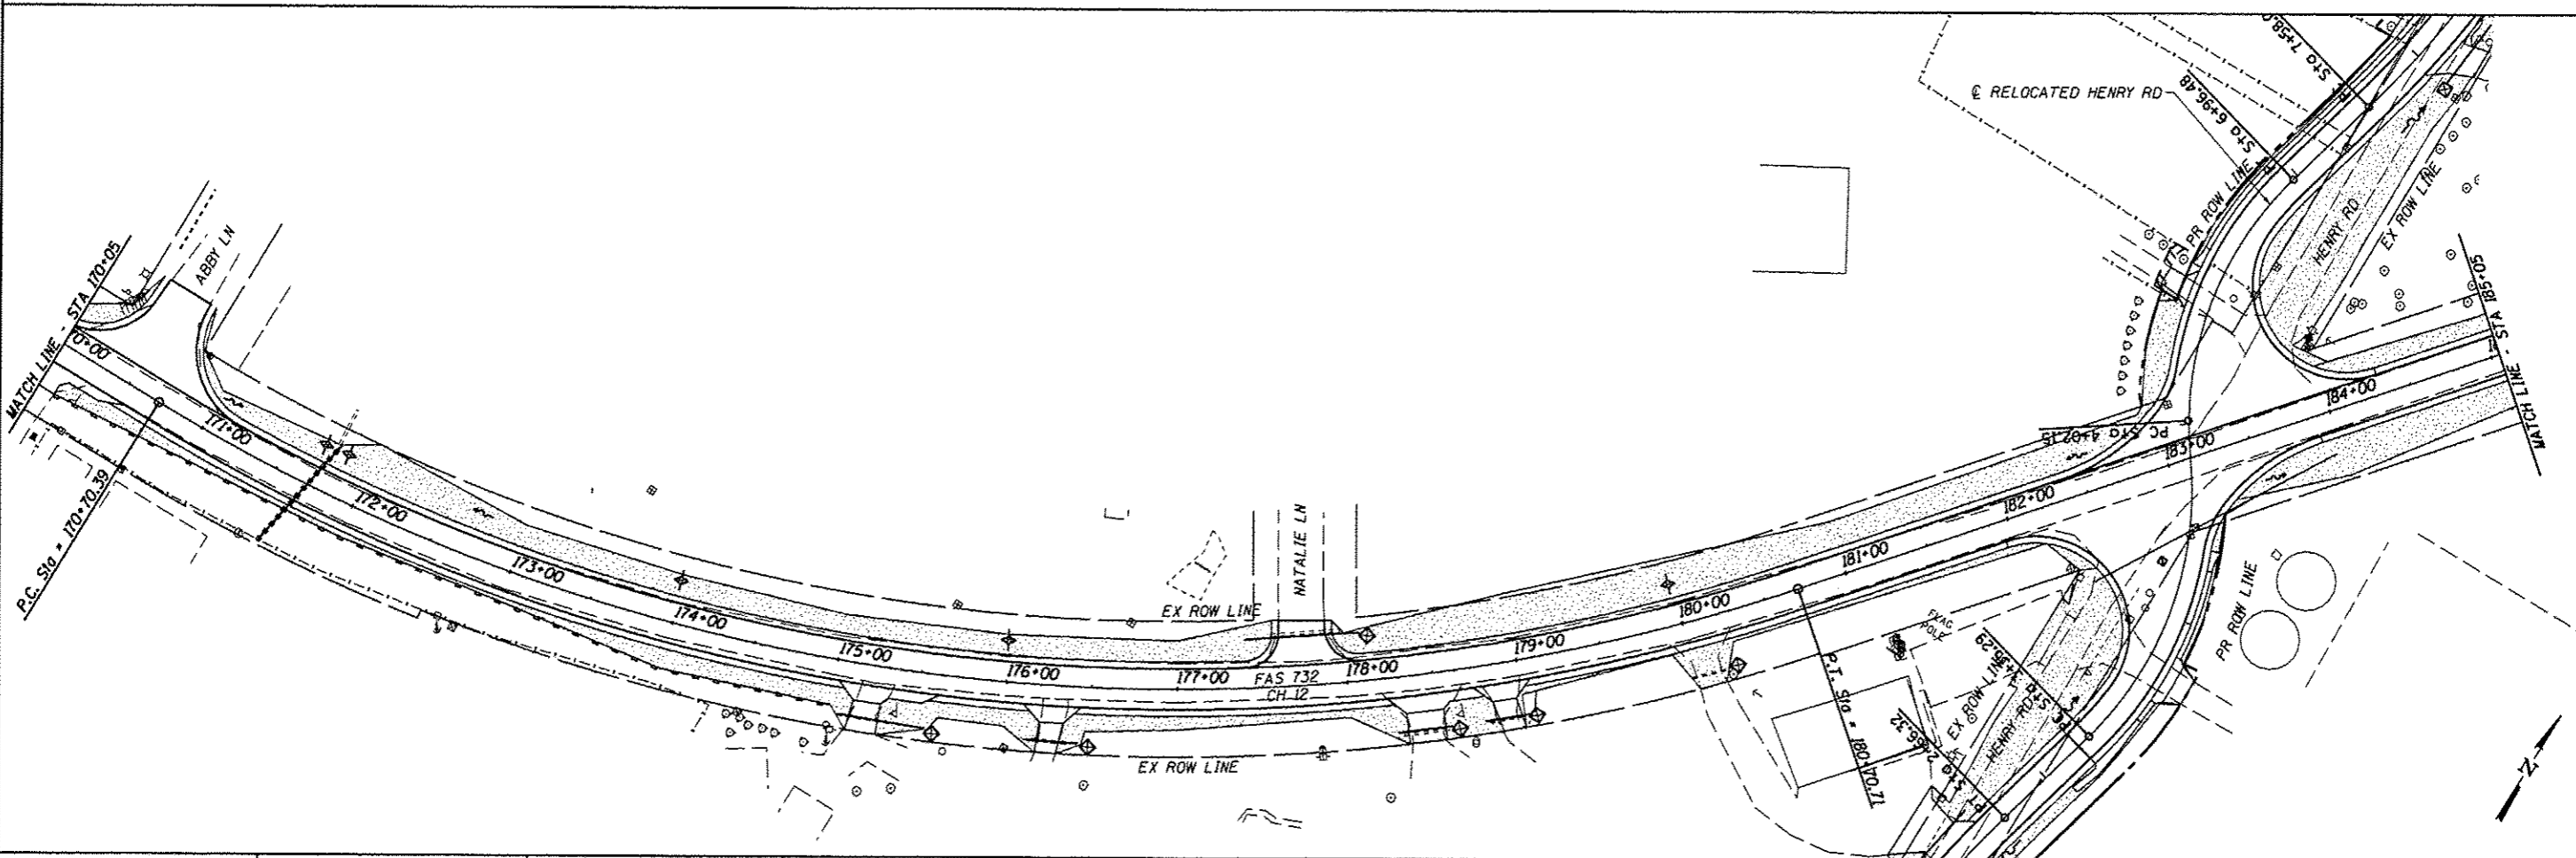 MATCH LINE - STA 170+05
0+00
P.C. Sta = 170+70.39
ABBY LN
171+00
172+00
173+00
174+00
175+00
176+00
177+00
FAS 732
CH 12
178+00
179+00
180+00
181+00
182+00
183+00
184+00
EX ROW LINE
NATALIE LN
EX ROW LINE
P.T. Sta = 180+70.71
EX ROW LINE
HENRY RD
PR ROW LINE
POLE
PC Sta 4+02.15
℄ RELOCATED HENRY RD
Sta 6+96.48
Sta 7+58.0
PR ROW LINE
HENRY RD
EX ROW LINE
MATCH LINE - STA 185+05
N